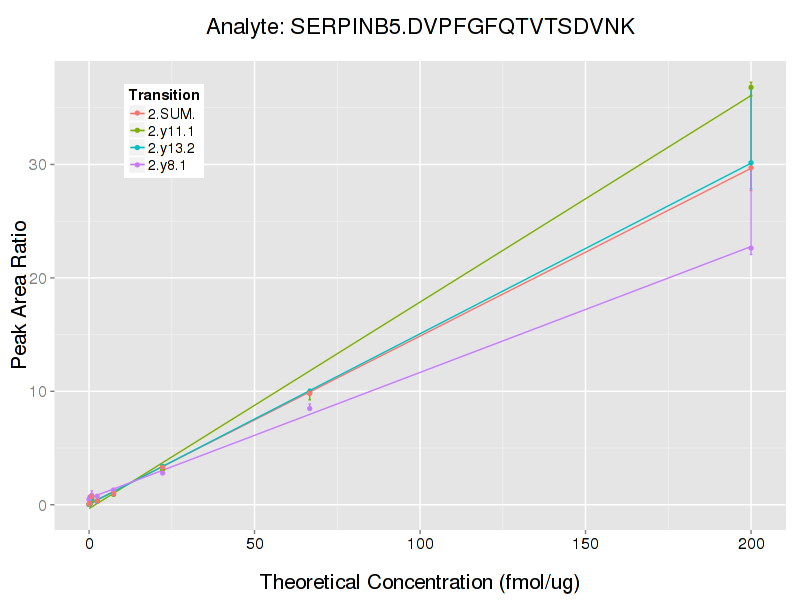 Analyte: SERPINB5.DVPFGFQTVTSDVNK
Transition
2.SUM.
2.y11.1
2.y13.2
2.y8.1
Peak Area Ratio
30
20
10
0
0 50 100 150 200
Theoretical Concentration (fmol/ug)